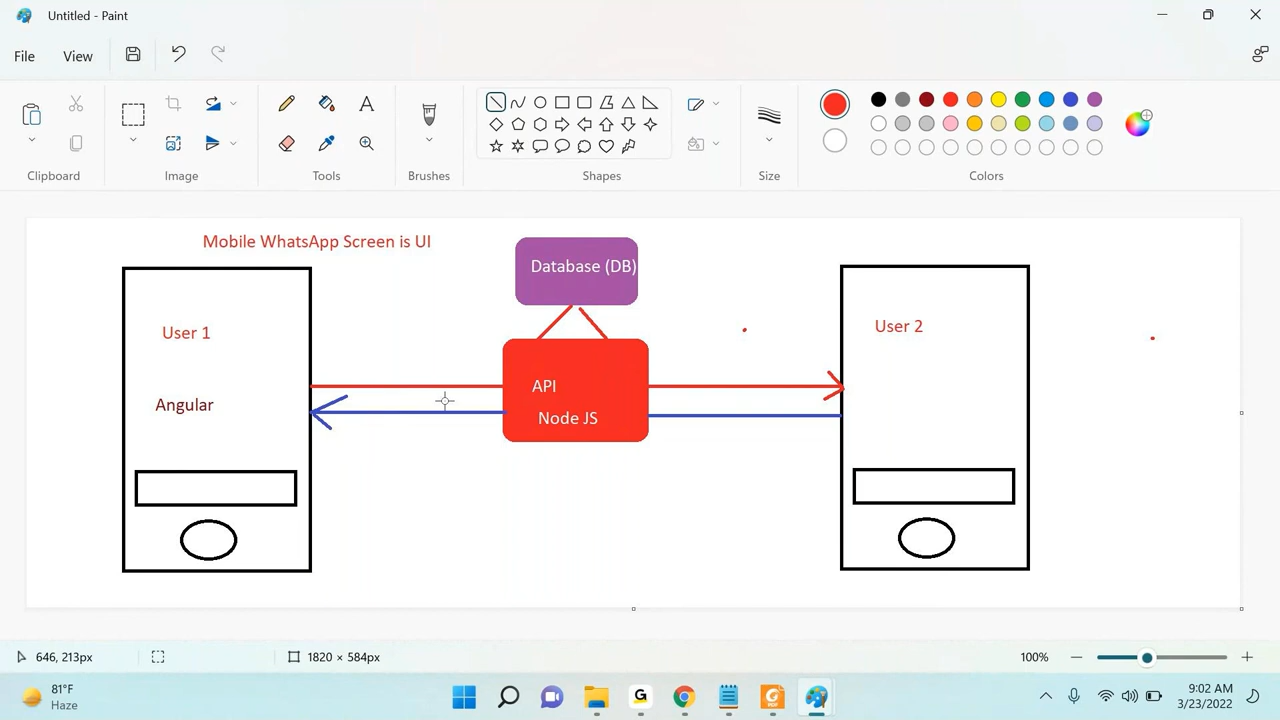 Untitled - Paint
File
View
Clipboard
Image
Tools
Brushes
Shapes
Size
Colors
Mobile WhatsApp Screen is UI
Database (DB)
User 1
User 2
API
Angular
Node JS
646, 213px
1820 × 584px
100%
81°F
Haze
G
PDF
9:02 AM
3/23/2022